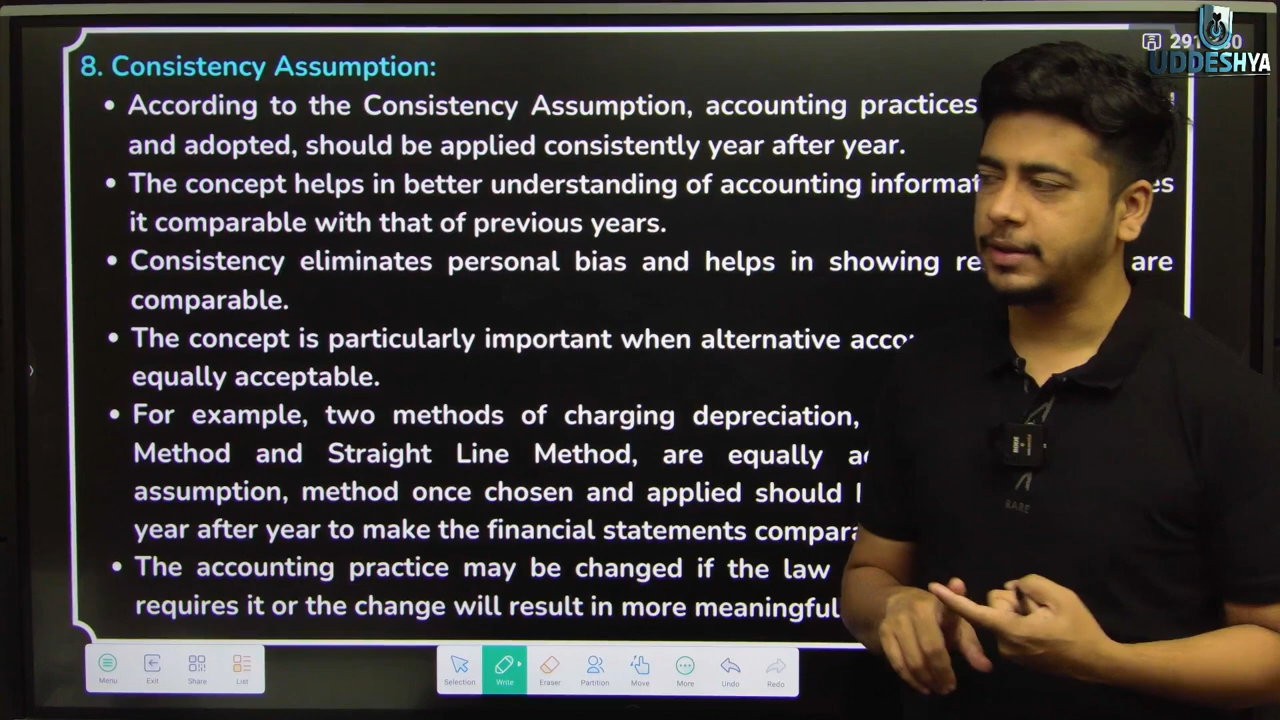 8. Consistency Assumption:
• According to the Consistency Assumption, accounting practices
and adopted, should be applied consistently year after year.
• The concept helps in better understanding of accounting
it comparable with that of previous years.
• Consistency eliminates personal bias and helps in showing are
comparable.
• The concept is particularly important when alternative
equally acceptable.
• For example, two methods of charging depreciation,
Method and Straight Line Method, are equally
assumption, method once chosen and applied should
year after year to make the financial statements
• The accounting practice may be changed if the law
requires it or the change will result in more meaningful
UDDESHYA
RARE
Menu Exit Share List
Selection Write Eraser Partition Move More Undo Redo